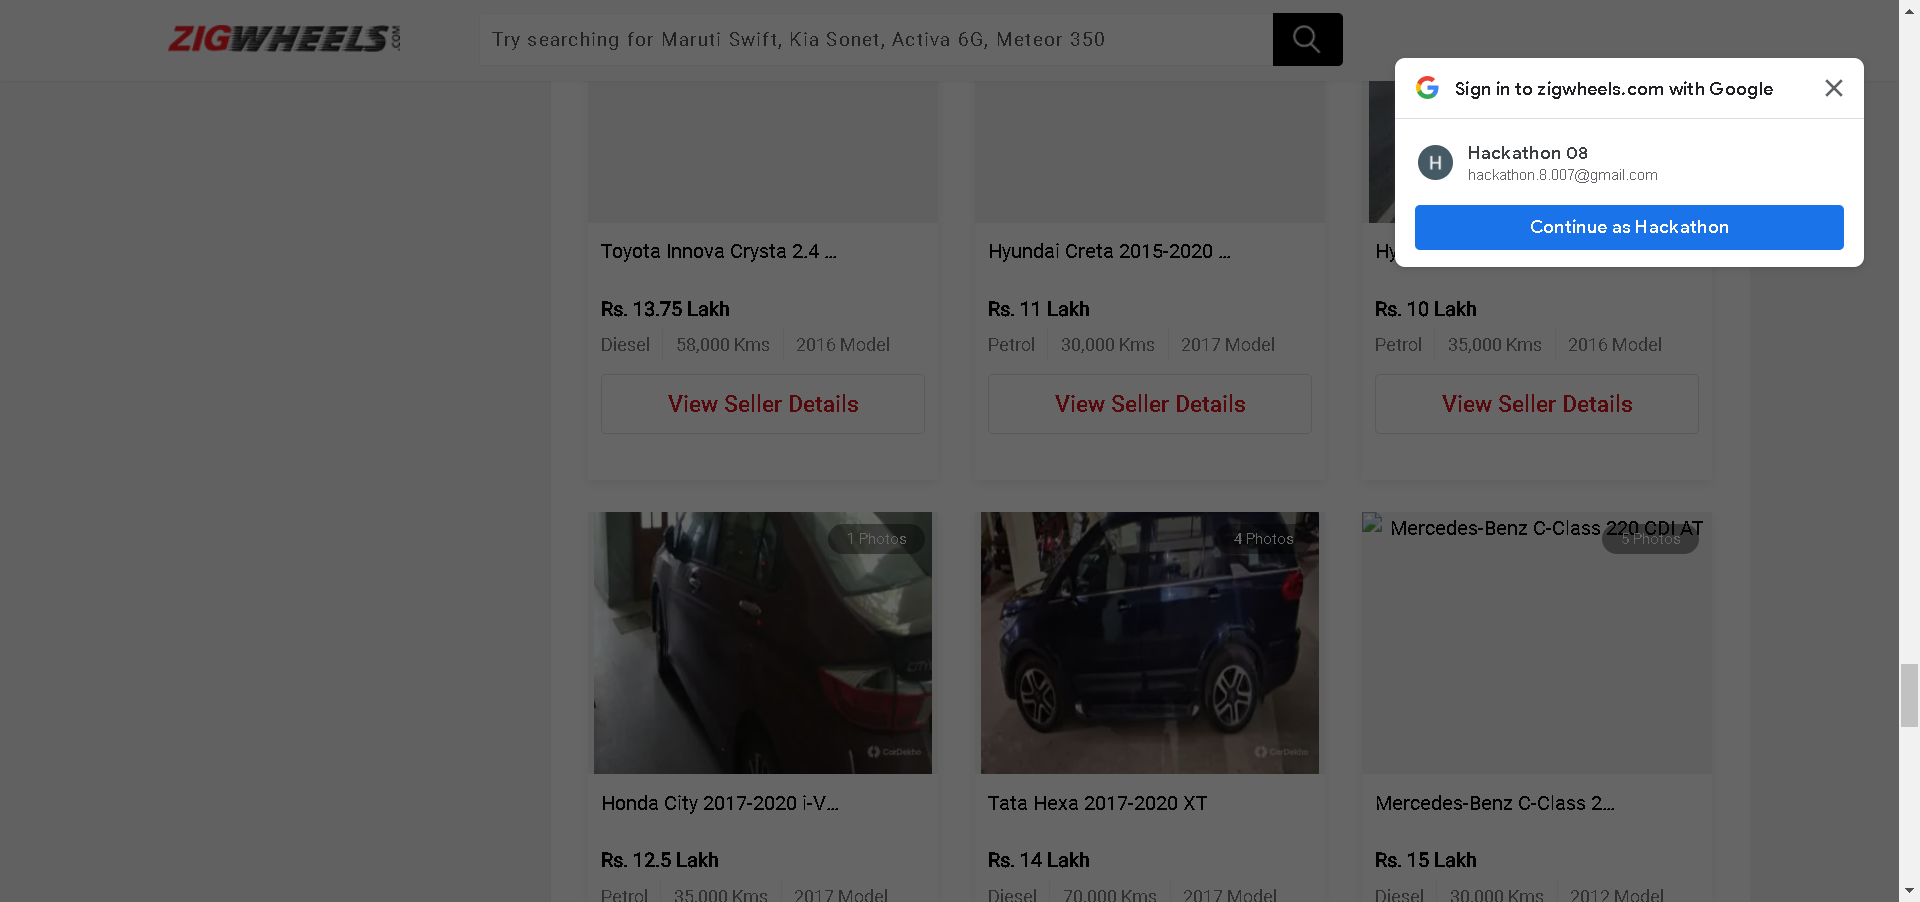 ZIGWHEELS.COM
Try searching for Maruti Swift, Kia Sonet, Activa 6G, Meteor 350
Sign in to zigwheels.com with Google
H
Hackathon 08
hackathon.8.007@gmail.com
Continue as Hackathon
Toyota Innova Crysta 2.4 ...
Hyundai Creta 2015-2020 ...
Hy
Rs. 13.75 Lakh
Rs. 11 Lakh
Rs. 10 Lakh
Diesel 58,000 Kms 2016 Model
Petrol 30,000 Kms 2017 Model
Petrol 35,000 Kms 2016 Model
View Seller Details
View Seller Details
View Seller Details
1 Photos
4 Photos
Mercedes-Benz C-Class 220 CDI AT
5 Photos
CITY
CarDekho
CarDekho
Honda City 2017-2020 i-V...
Tata Hexa 2017-2020 XT
Mercedes-Benz C-Class 2...
Rs. 12.5 Lakh
Rs. 14 Lakh
Rs. 15 Lakh
Petrol 35,000 Kms 2017 Model
Diesel 70,000 Kms 2017 Model
Diesel 30,000 Kms 2012 Model